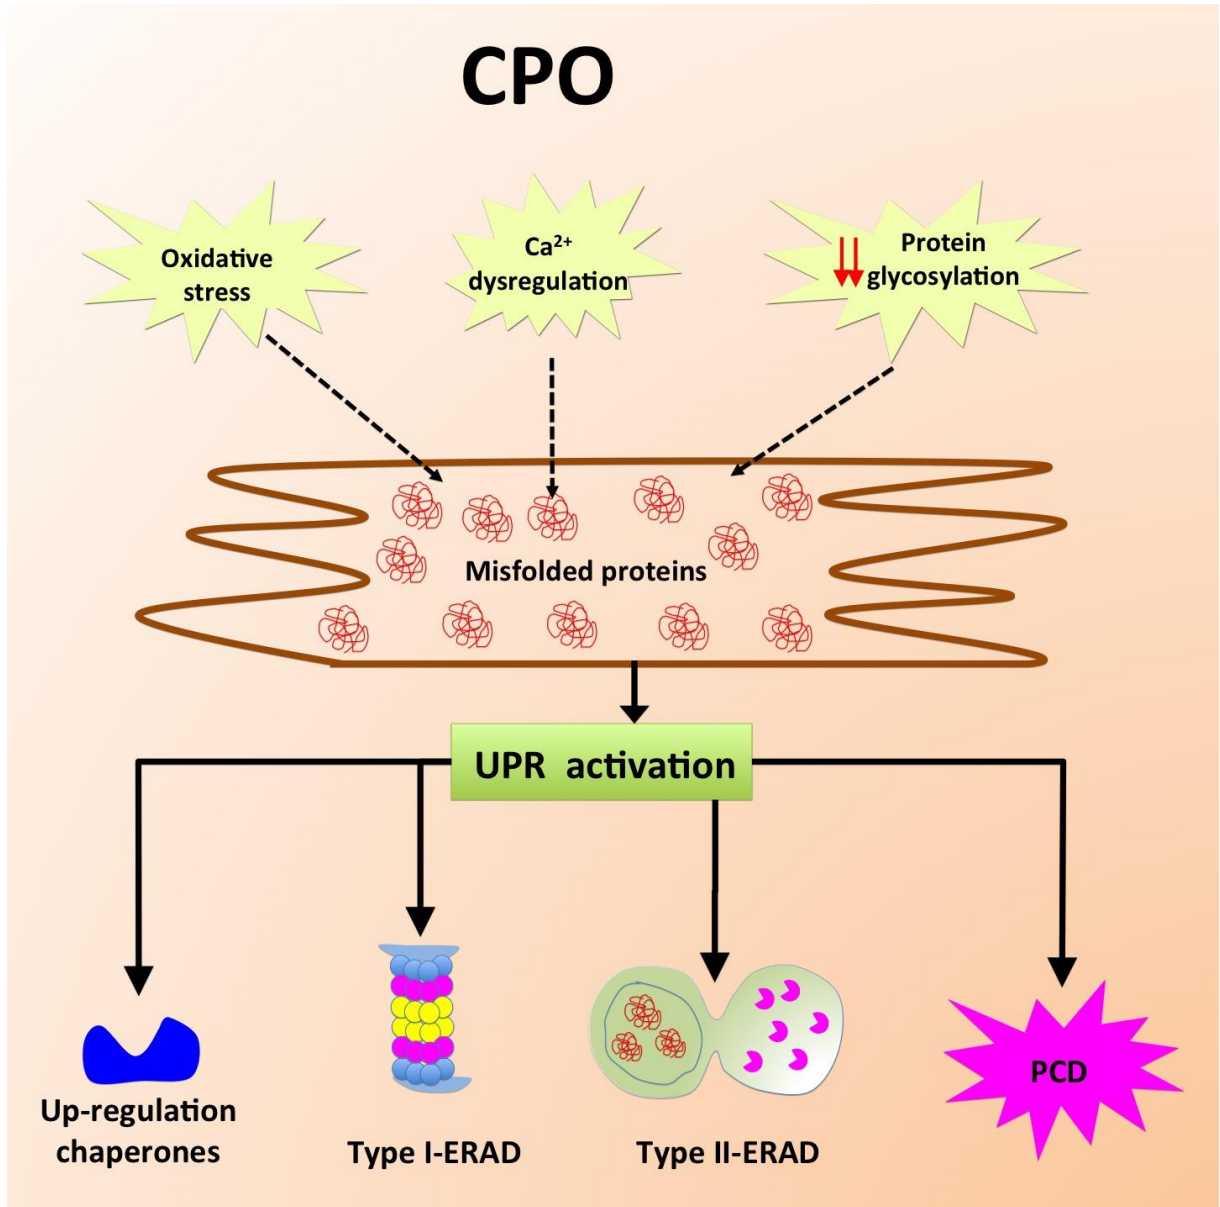 CPO
Oxidative
stress
Ca²⁺
dysregulation
Protein
glycosylation
Misfolded proteins
UPR activation
Up-regulation
chaperones
Type I-ERAD
Type II-ERAD
PCD